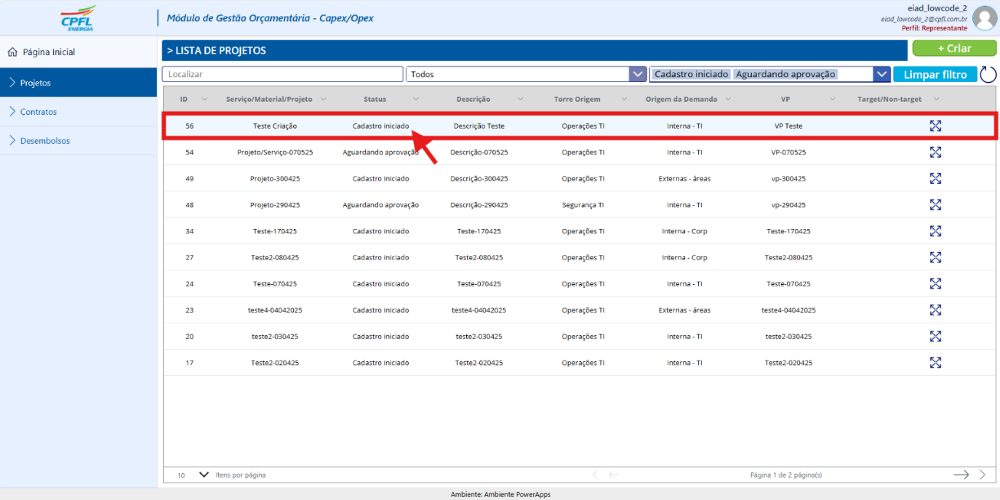 CPFL
ENERGIA
Módulo de Gestão Orçamentária - Capex/Opex
eiad_lowcode_2
eiad_lowcode_2@cpfl.com.br
Perfil: Representante
Página Inicial
Projetos
Contratos
Desembolsos
> LISTA DE PROJETOS
+ Criar
Localizar Todos Cadastro iniciado Aguardando aprovação Limpar filtro
ID Serviço/Material/Projeto Status Descrição Torre Origem Origem da Demanda VP Target/Non-target
56 Teste Criação Cadastro iniciado Descrição Teste Operações TI Interna - TI VP Teste
54 Projeto/Serviço-070525 Aguardando aprovação Descrição-070525 Operações TI Interna - TI VP-070525
49 Projeto-300425 Cadastro iniciado Descrição-300425 Operações TI Externas - áreas vp-300425
48 Projeto-290425 Aguardando aprovação Descrição-290425 Segurança TI Interna - TI vp-290425
34 Teste-170425 Cadastro iniciado Teste-170425 Operações TI Interna - Corp Teste-170425
27 Teste2-080425 Cadastro iniciado Teste2-080425 Operações TI Interna - Corp Teste2-080425
24 Teste-070425 Cadastro iniciado Teste-070425 Operações TI Interna - TI Teste-070425
23 teste4-04042025 Cadastro iniciado teste4-04042025 Operações TI Externas - áreas teste4-04042025
20 teste2-030425 Cadastro iniciado teste2-030425 Operações TI Interna - TI teste2-030425
17 Teste2-020425 Cadastro iniciado Teste2-020425 Operações TI Interna - TI Teste2-020425
10 Itens por página Página 1 de 2 página(s)
Ambiente: Ambiente PowerApps